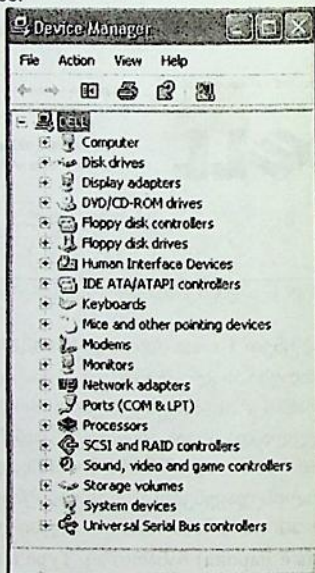 Device Manager
File Action View Help
DELL
Computer
Disk drives
Display adapters
DVD/CD-ROM drives
Floppy disk controllers
Floppy disk drives
Human Interface Devices
IDE ATA/ATAPI controllers
Keyboards
Mice and other pointing devices
Modems
Monitors
Network adapters
Ports (COM & LPT)
Processors
SCSI and RAID controllers
Sound, video and game controllers
Storage volumes
System devices
Universal Serial Bus controllers